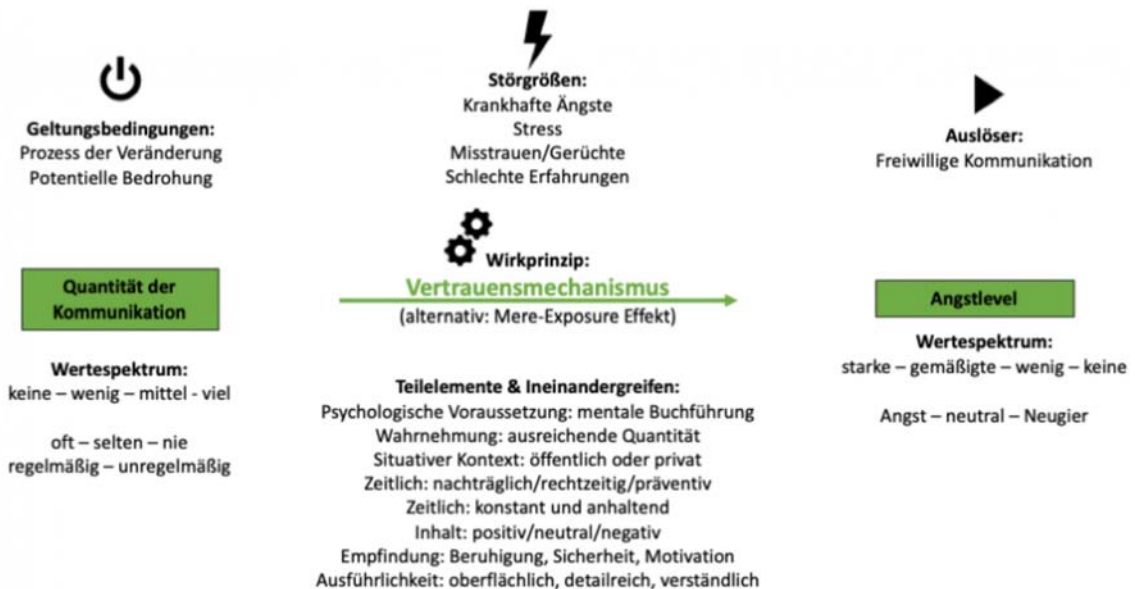 Geltungsbedingungen:
Prozess der Veränderung
Potentielle Bedrohung
Störgrößen:
Krankhafte Ängste
Stress
Misstrauen/Gerüchte
Schlechte Erfahrungen
Auslöser:
Freiwillige Kommunikation
Quantität der
Kommunikation
Wertespektrum:
keine – wenig – mittel - viel
oft – selten – nie
regelmäßig – unregelmäßig
Wirkprinzip:
Vertrauensmechanismus
(alternativ: Mere-Exposure Effekt)
Teilelemente & Ineinandergreifen:
Psychologische Voraussetzung: mentale Buchführung
Wahrnehmung: ausreichende Quantität
Situativer Kontext: öffentlich oder privat
Zeitlich: nachträglich/rechtzeitig/präventiv
Zeitlich: konstant und anhaltend
Inhalt: positiv/neutral/negativ
Empfindung: Beruhigung, Sicherheit, Motivation
Ausführlichkeit: oberflächlich, detailreich, verständlich
Angstlevel
Wertespektrum:
starke – gemäßigte – wenig – keine
Angst – neutral – Neugier